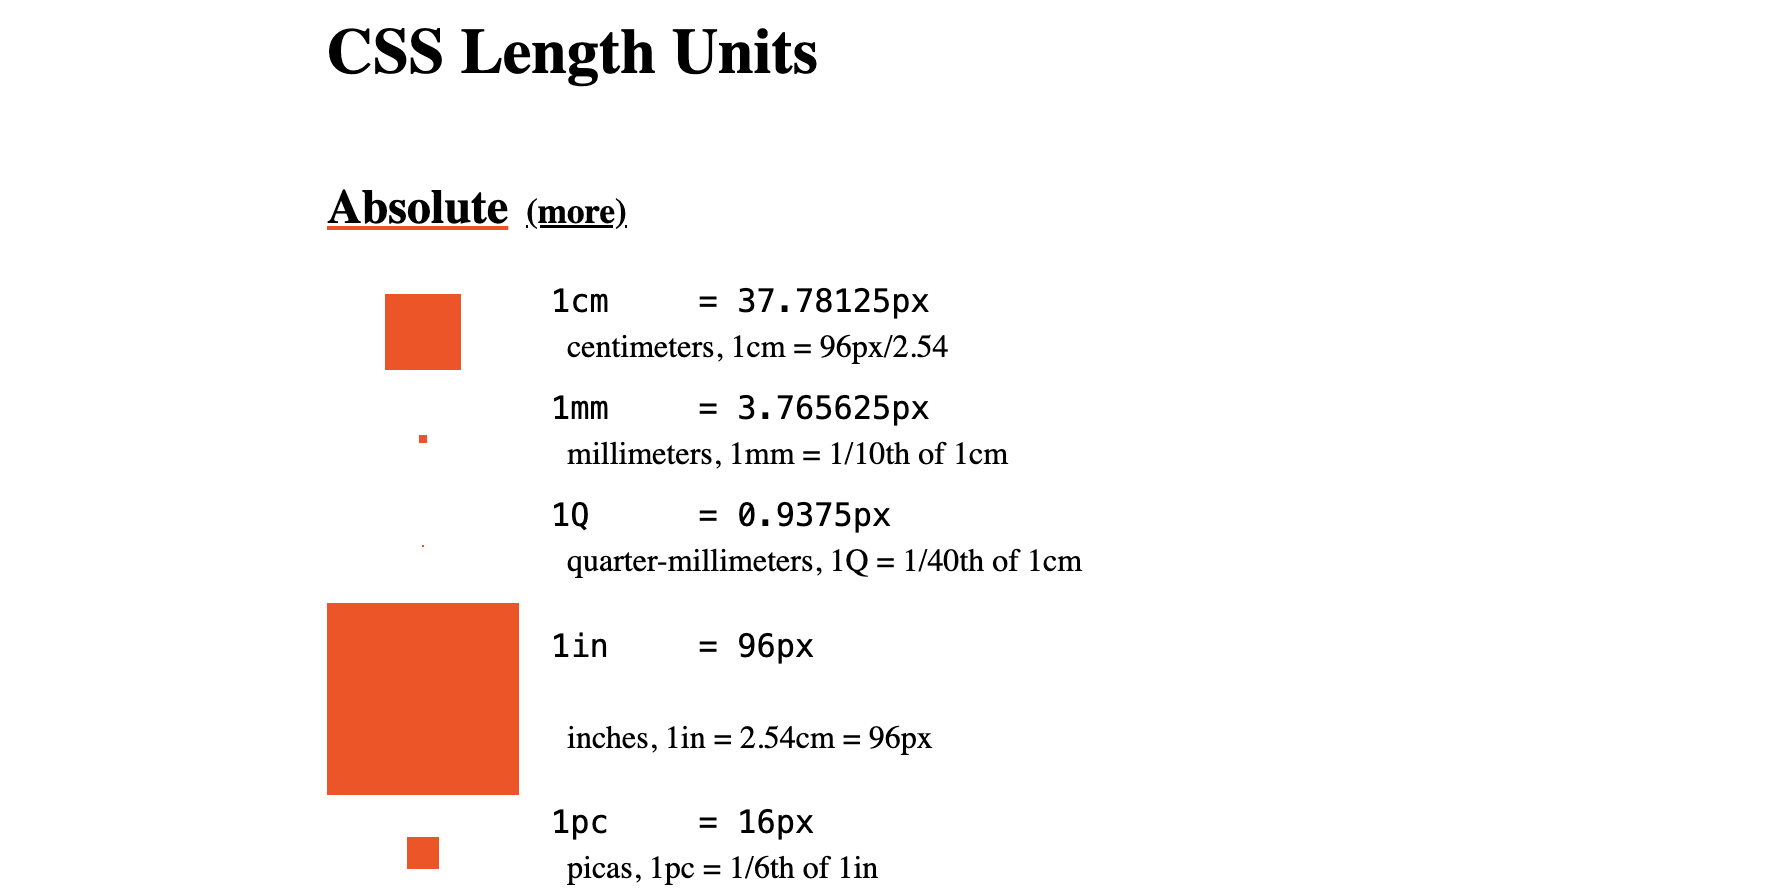 CSS Length Units
Absolute (more)
1cm = 37.78125px
centimeters, 1cm = 96px/2.54
1mm = 3.765625px
millimeters, 1mm = 1/10th of 1cm
1Q = 0.9375px
quarter-millimeters, 1Q = 1/40th of 1cm
1in = 96px
inches, 1in = 2.54cm = 96px
1pc = 16px
picas, 1pc = 1/6th of 1in